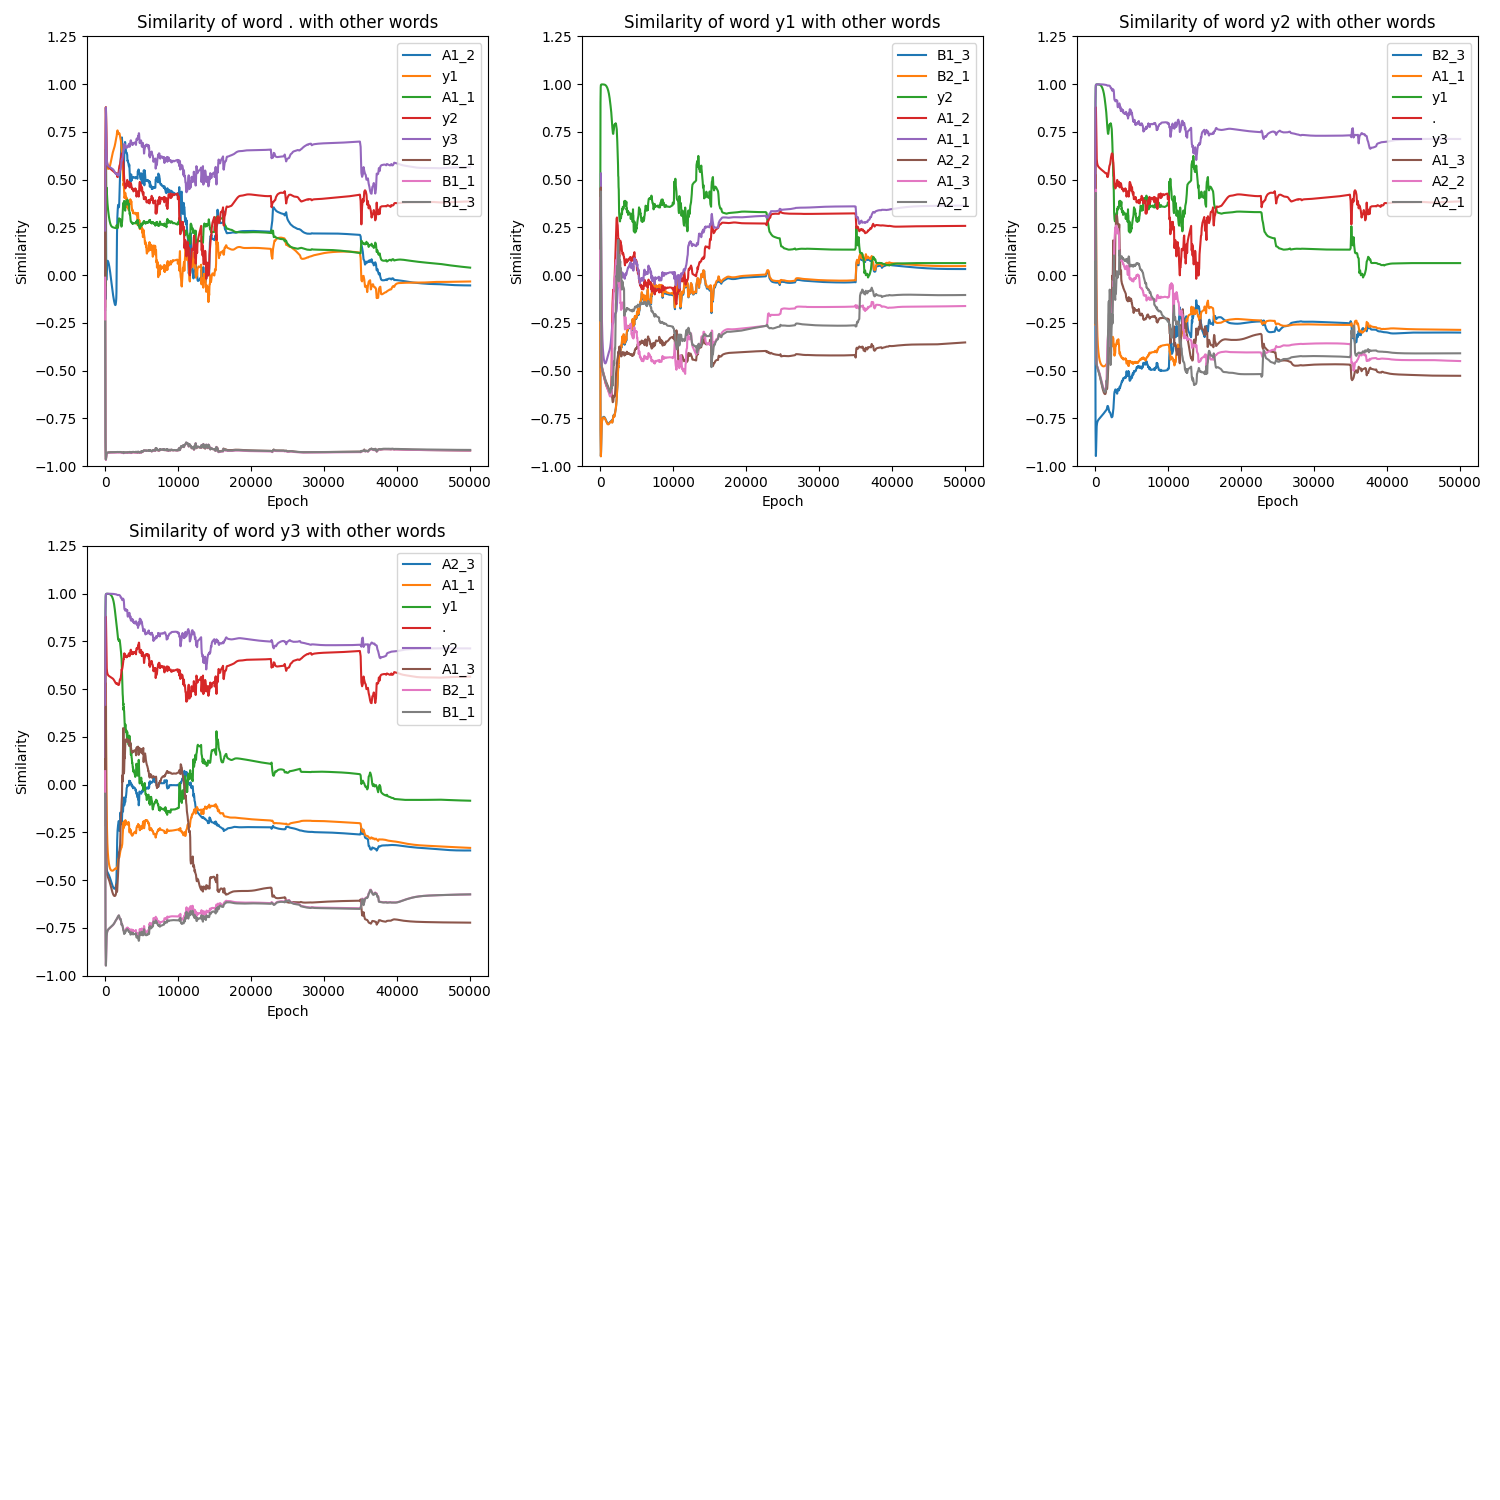 Similarity of word . with other words
Similarity
1.25
1.00
0.75
0.50
0.25
0.00
−0.25
−0.50
−0.75
−1.00
0
10000
20000
30000
40000
50000
Epoch
A1_2
y1
A1_1
y2
y3
B2_1
B1_1
B1_3
Similarity of word y1 with other words
Similarity
1.25
1.00
0.75
0.50
0.25
0.00
−0.25
−0.50
−0.75
−1.00
0
10000
20000
30000
40000
50000
Epoch
B1_3
B2_1
y2
A1_2
A1_1
A2_2
A1_3
A2_1
Similarity of word y2 with other words
Similarity
1.25
1.00
0.75
0.50
0.25
0.00
−0.25
−0.50
−0.75
−1.00
0
10000
20000
30000
40000
50000
Epoch
B2_3
A1_1
y1
.
y3
A1_3
A2_2
A2_1
Similarity of word y3 with other words
Similarity
1.25
1.00
0.75
0.50
0.25
0.00
−0.25
−0.50
−0.75
−1.00
0
10000
20000
30000
40000
50000
Epoch
A2_3
A1_1
y1
.
y2
A1_3
B2_1
B1_1